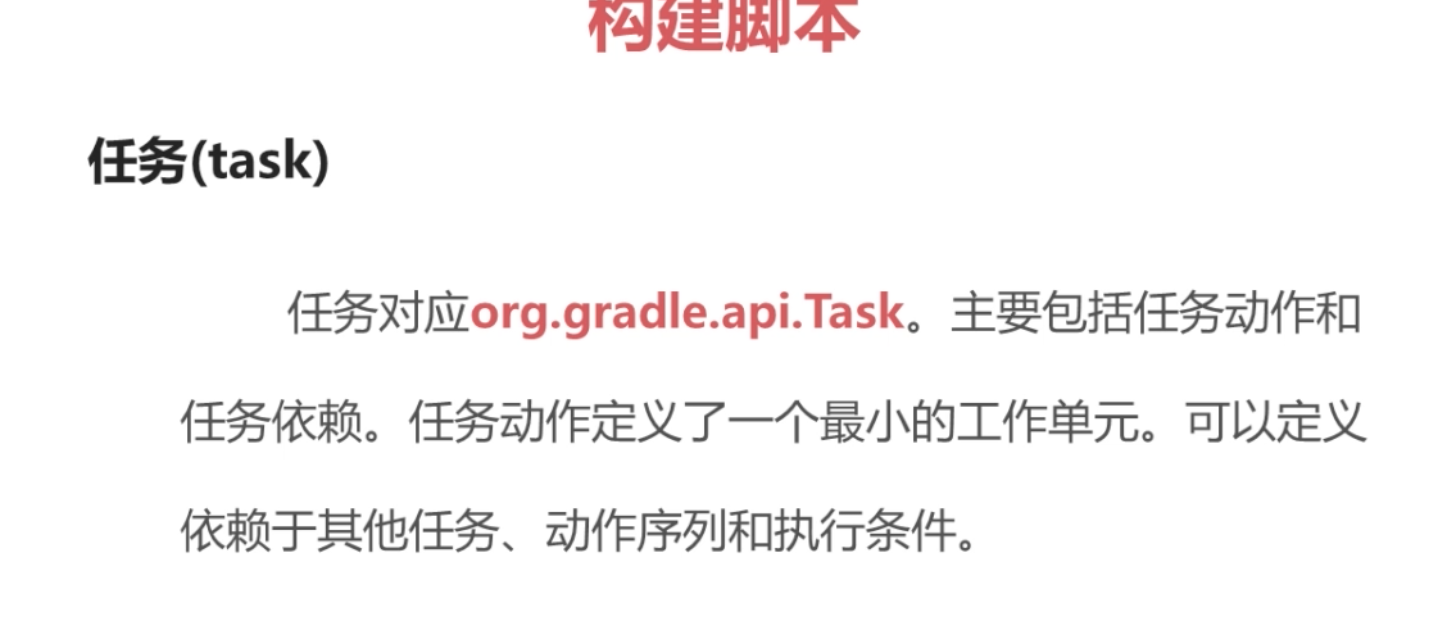 构建脚本
任务(task)
任务对应org.gradle.api.Task。主要包括任务动作和
任务依赖。任务动作定义了一个最小的工作单元。可以定义
依赖于其他任务、动作序列和执行条件。